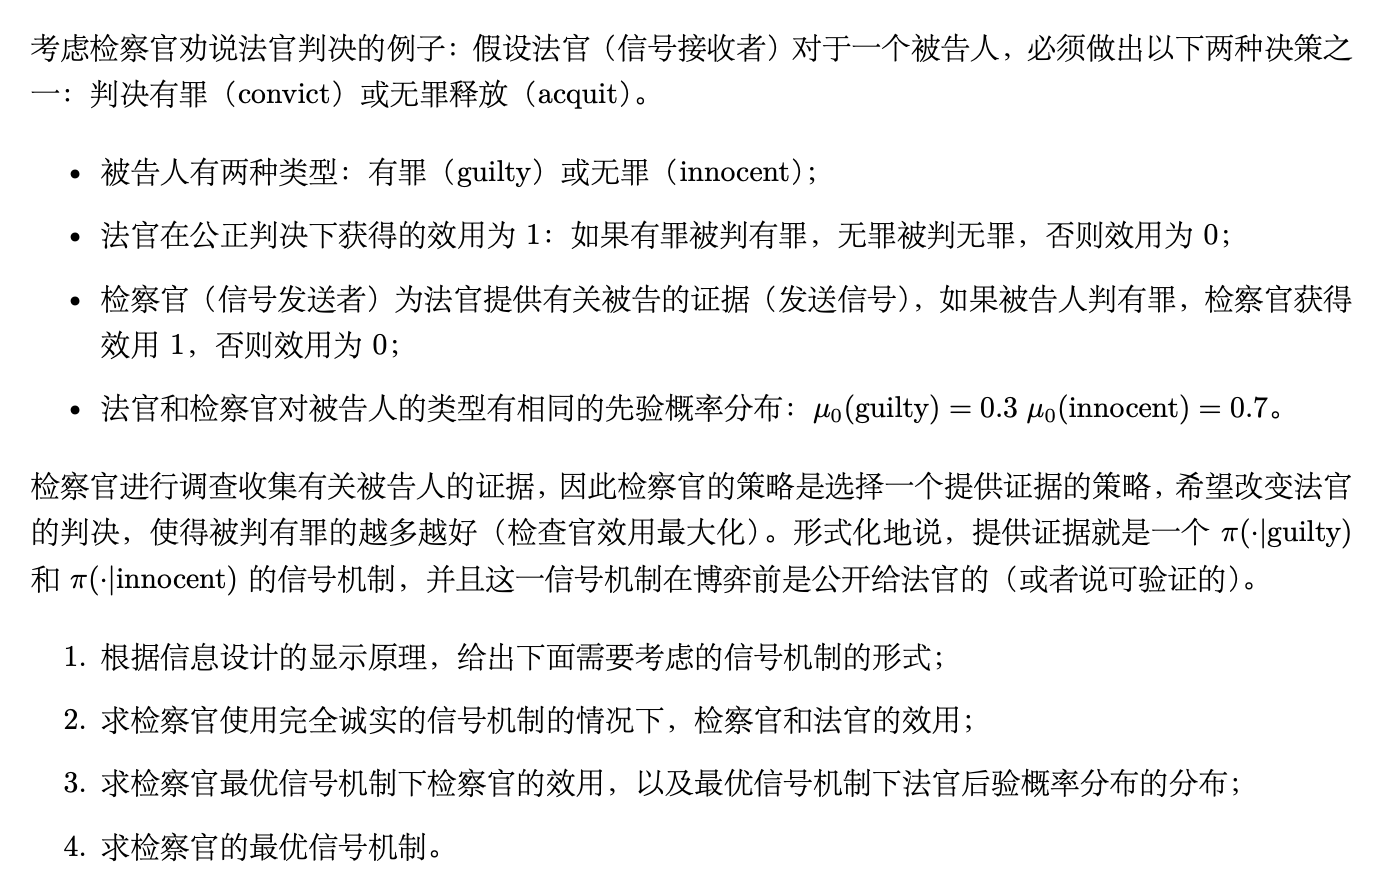 考虑检察官劝说法官判决的例子：假设法官（信号接收者）对于一个被告人，必须做出以下两种决策之
一：判决有罪（convict）或无罪释放（acquit）。
• 被告人有两种类型：有罪（guilty）或无罪（innocent）；
• 法官在公正判决下获得的效用为 1：如果有罪被判有罪，无罪被判无罪，否则效用为 0；
• 检察官（信号发送者）为法官提供有关被告的证据（发送信号），如果被告人判有罪，检察官获得
效用 1，否则效用为 0；
• 法官和检察官对被告人的类型有相同的先验概率分布：μ₀(guilty) = 0.3 μ₀(innocent) = 0.7。
检察官进行调查收集有关被告人的证据，因此检察官的策略是选择一个提供证据的策略，希望改变法官
的判决，使得被判有罪的越多越好（检查官效用最大化）。形式化地说，提供证据就是一个 π(·|guilty)
和 π(·|innocent) 的信号机制，并且这一信号机制在博弈前是公开给法官的（或者说可验证的）。
1. 根据信息设计的显示原理，给出下面需要考虑的信号机制的形式；
2. 求检察官使用完全诚实的信号机制的情况下，检察官和法官的效用；
3. 求检察官最优信号机制下检察官的效用，以及最优信号机制下法官后验概率分布的分布；
4. 求检察官的最优信号机制。